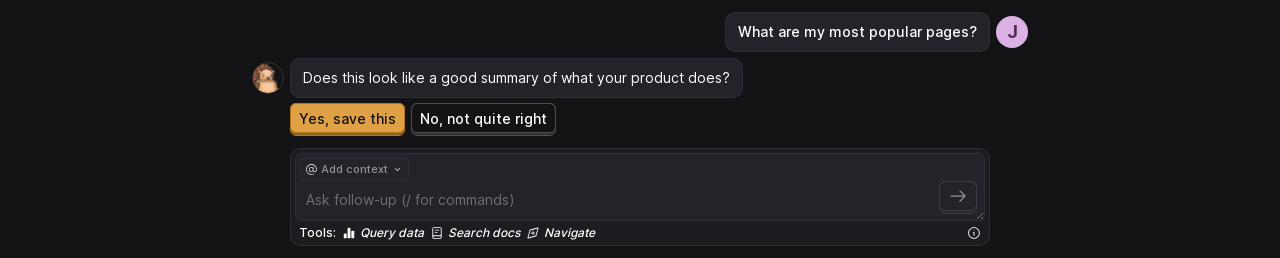 What are my most popular pages?
J
Does this look like a good summary of what your product does?
Yes, save this No, not quite right
@ Add context
Ask follow-up (/ for commands)
Tools: Query data Search docs Navigate